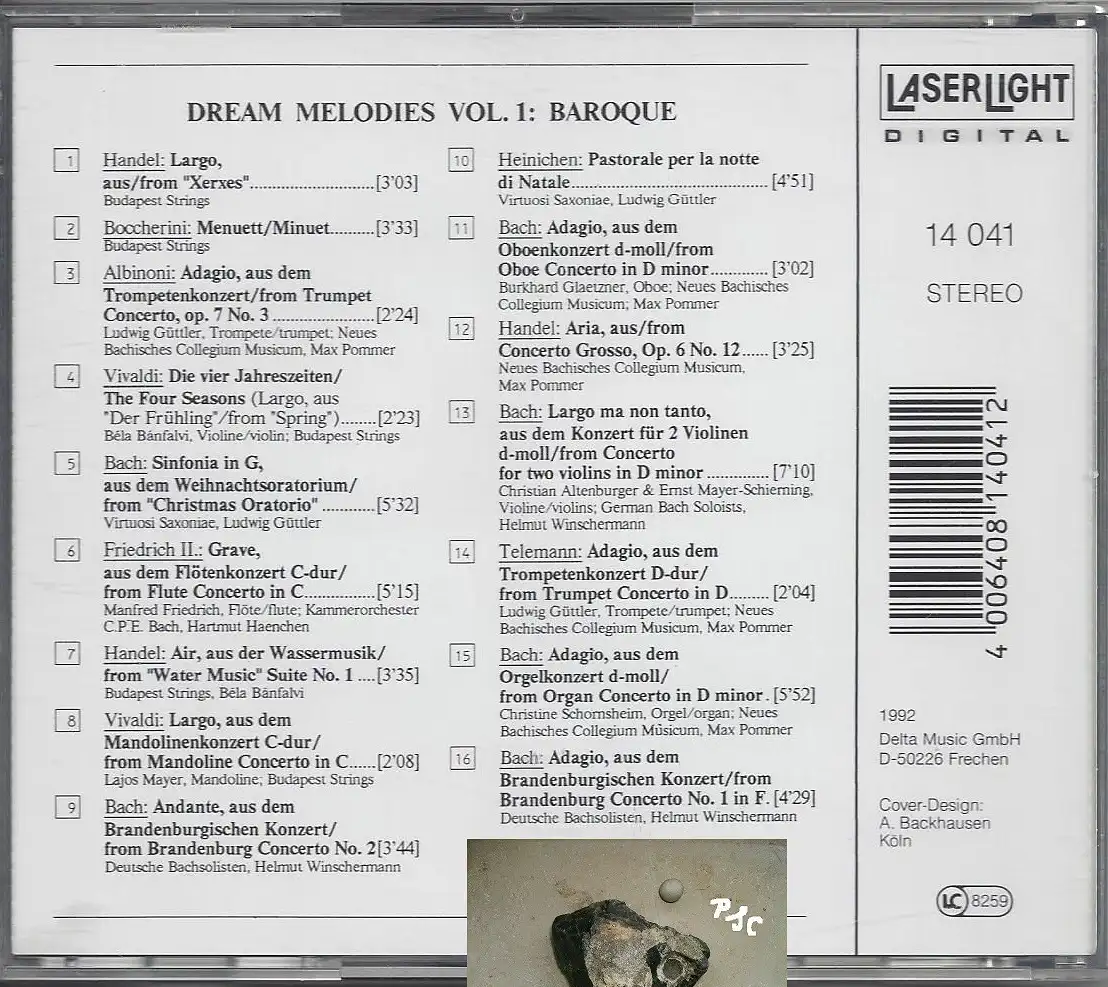 DREAM MELODIES VOL. 1: BAROQUE
1 Handel: Largo,
aus/from "Xerxes"..........................[3'03]
Budapest Strings
2 Boccherini: Menuett/Minuet..........[3'33]
Budapest Strings
3 Albinoni: Adagio, aus dem
Trompetenkonzert/from Trumpet
Concerto, op. 7 No. 3 ......................[2'24]
Ludwig Güttler, Trompete/trumpet; Neues
Bachisches Collegium Musicum, Max Pommer
4 Vivaldi: Die vier Jahreszeiten/
The Four Seasons (Largo, aus
"Der Frühling"/from "Spring")........[2'23]
Béla Bánfalvi, Violine/violin; Budapest Strings
5 Bach: Sinfonia in G,
aus dem Weihnachtsoratorium/
from "Christmas Oratorio" ...........[5'32]
Virtuosi Saxoniae, Ludwig Güttler
6 Friedrich II.: Grave,
aus dem Flötenkonzert C-dur/
from Flute Concerto in C...............[5'15]
Manfred Friedrich, Flöte/flute; Kammerorchester
C.P.E. Bach, Hartmut Haenchen
7 Handel: Air, aus der Wassermusik/
from "Water Music" Suite No. 1 ....[3'35]
Budapest Strings, Béla Bánfalvi
8 Vivaldi: Largo, aus dem
Mandolinenkonzert C-dur/
from Mandoline Concerto in C......[2'08]
Lajos Mayer, Mandoline; Budapest Strings
9 Bach: Andante, aus dem
Brandenburgischen Konzert/
from Brandenburg Concerto No. 2[3'44]
Deutsche Bachsolisten, Helmut Winschermann
10 Heinichen: Pastorale per la notte
di Natale.......................................... [4'51]
Virtuosi Saxoniae, Ludwig Güttler
11 Bach: Adagio, aus dem
Oboenkonzert d-moll/from
Oboe Concerto in D minor............ [3'02]
Burkhard Glaetzner, Oboe; Neues Bachisches
Collegium Musicum; Max Pommer
12 Handel: Aria, aus/from
Concerto Grosso, Op. 6 No. 12...... [3'25]
Neues Bachisches Collegium Musicum,
Max Pommer
13 Bach: Largo ma non tanto,
aus dem Konzert für 2 Violinen
d-moll/from Concerto
for two violins in D minor ............. [7'10]
Christian Altenburger & Ernst Mayer-Schierning,
Violine/violins; German Bach Soloists,
Helmut Winschermann
14 Telemann: Adagio, aus dem
Trompetenkonzert D-dur/
from Trumpet Concerto in D......... [2'04]
Ludwig Güttler, Trompete/trumpet; Neues
Bachisches Collegium Musicum, Max Pommer
15 Bach: Adagio, aus dem
Orgelkonzert d-moll/
from Organ Concerto in D minor . [5'52]
Christine Schornsheim, Orgel/organ; Neues
Bachisches Collegium Músicum, Max Pommer
16 Bach: Adagio, aus dem
Brandenburgischen Konzert/from
Brandenburg Concerto No. 1 in F. [4'29]
Deutsche Bachsolisten, Helmut Winschermann
PSC
LASERLIGHT
DIGITAL
14 041
STEREO
4 006408 140412
1992
Delta Music GmbH
D-50226 Frechen
Cover-Design:
A. Backhausen
Köln
LC 8259